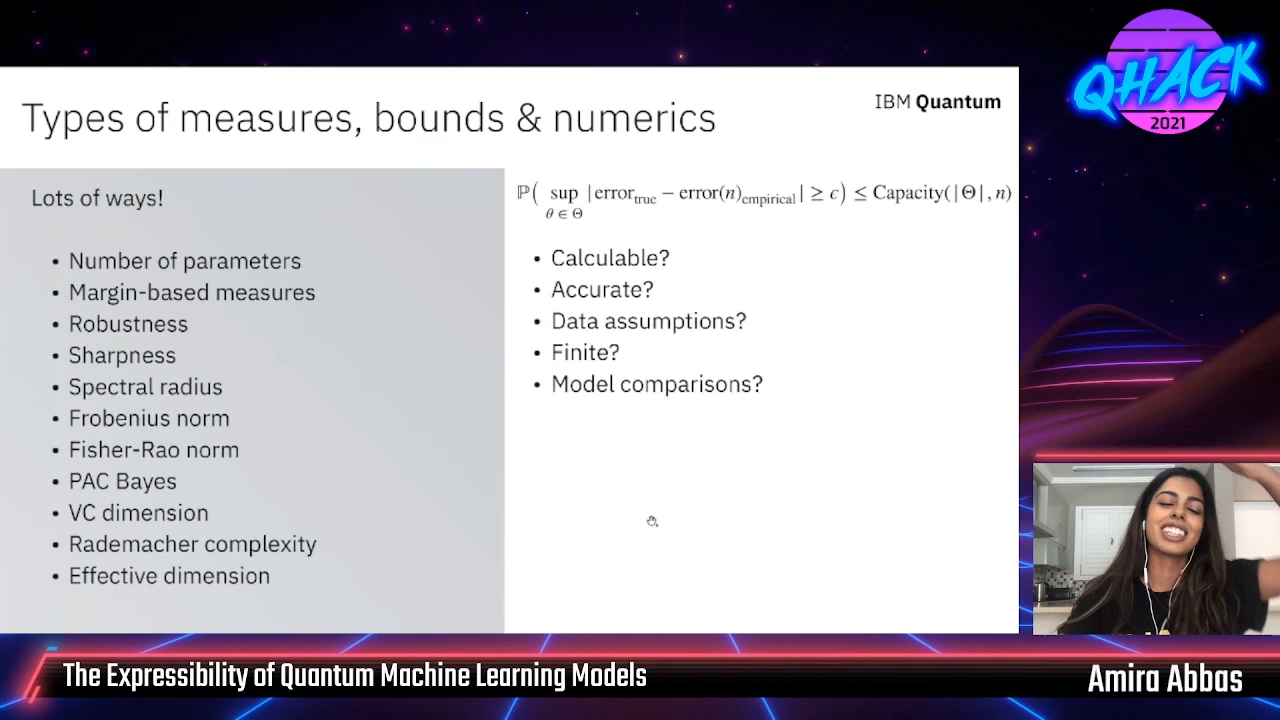 Types of measures, bounds & numerics
IBM Quantum
QHACK
2021
Lots of ways!
• Number of parameters
• Margin-based measures
• Robustness
• Sharpness
• Spectral radius
• Frobenius norm
• Fisher-Rao norm
• PAC Bayes
• VC dimension
• Rademacher complexity
• Effective dimension
ℙ( sup |error_true − error(n)_empirical| ≥ ϵ) ≤ Capacity(|Θ|, n)
θ ∈ Θ
• Calculable?
• Accurate?
• Data assumptions?
• Finite?
• Model comparisons?
The Expressibility of Quantum Machine Learning Models
Amira Abbas